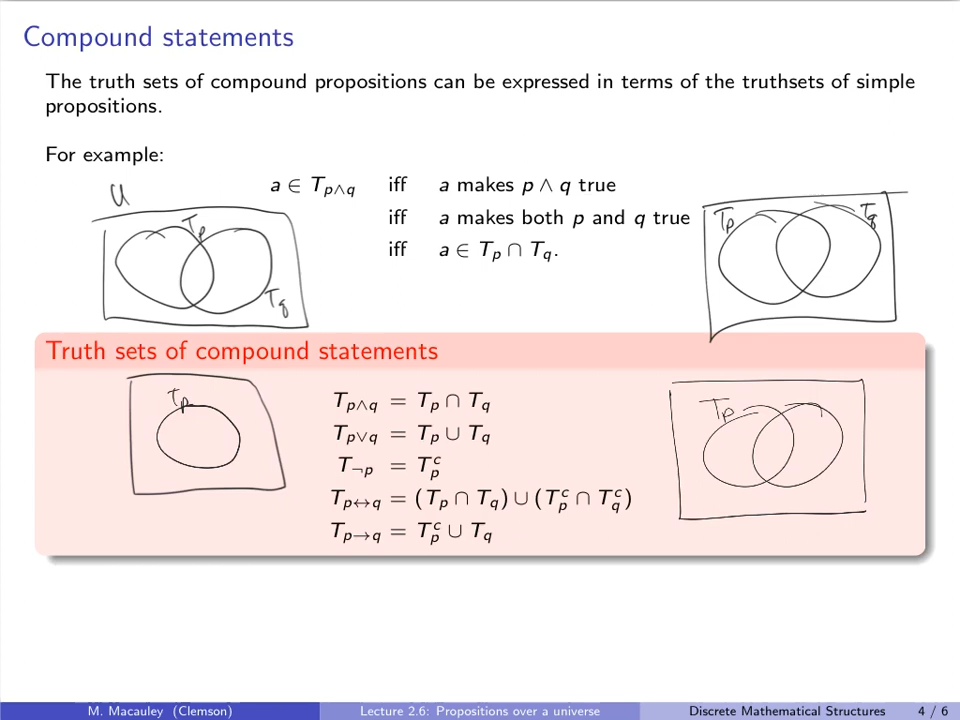 Compound statements
The truth sets of compound propositions can be expressed in terms of the truthsets of simple
propositions.
For example:
U
a ∈ T_{p∧q} iff a makes p ∧ q true
iff a makes both p and q true
iff a ∈ T_p ∩ T_q.
T_p
T_q
T_p
T_q
Truth sets of compound statements
T_p
T_{p∧q} = T_p ∩ T_q
T_{p∨q} = T_p ∪ T_q
T_{¬p} = T_p^c
T_{p↔q} = (T_p ∩ T_q) ∪ (T_p^c ∩ T_q^c)
T_{p→q} = T_p^c ∪ T_q
T_p
M. Macauley (Clemson)
Lecture 2.6: Propositions over a universe
Discrete Mathematical Structures
4 / 6